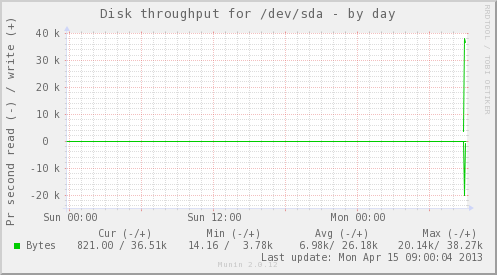 Disk throughput for /dev/sda - by day
RRDTOOL / TOBI OETIKER
Pr second read (-) / write (+)
40 k
30 k
20 k
10 k
0
-10 k
-20 k
Sun 00:00 Sun 12:00 Mon 00:00
Cur (-/+) Min (-/+) Avg (-/+) Max (-/+)
Bytes 821.00 / 36.51k 14.16 / 3.78k 6.98k/ 26.18k 20.14k/ 38.27k
Last update: Mon Apr 15 09:00:04 2013
Munin 2.0.12